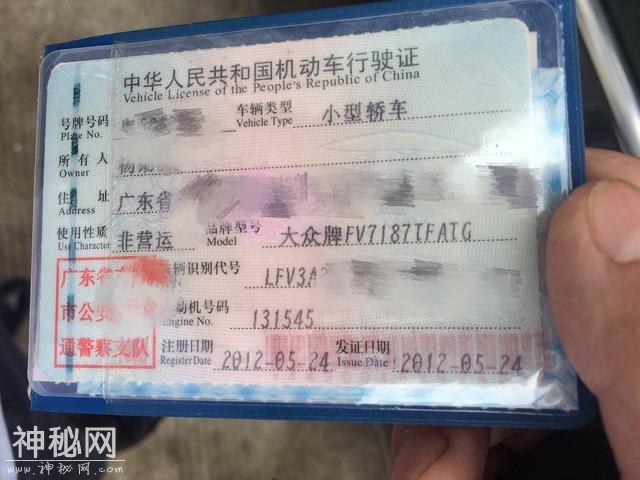 中华人民共和国机动车行驶证
Vehicle License of the People's Republic of China
号牌号码 车辆类型 小型轿车
Plate No. Vehicle Type
所有人
Owner
住址 广东省
Address
使用性质 非营运 品牌型号 大众牌FV7187TFATG
Use Character Model
车辆识别代号 LFV3A
发动机号码 131545
Engine No.
注册日期 2012-05-24 发证日期 2012-05-24
Register Date Issue Date
广东省
市公安
通警察支队
神秘网
www.神秘网.com